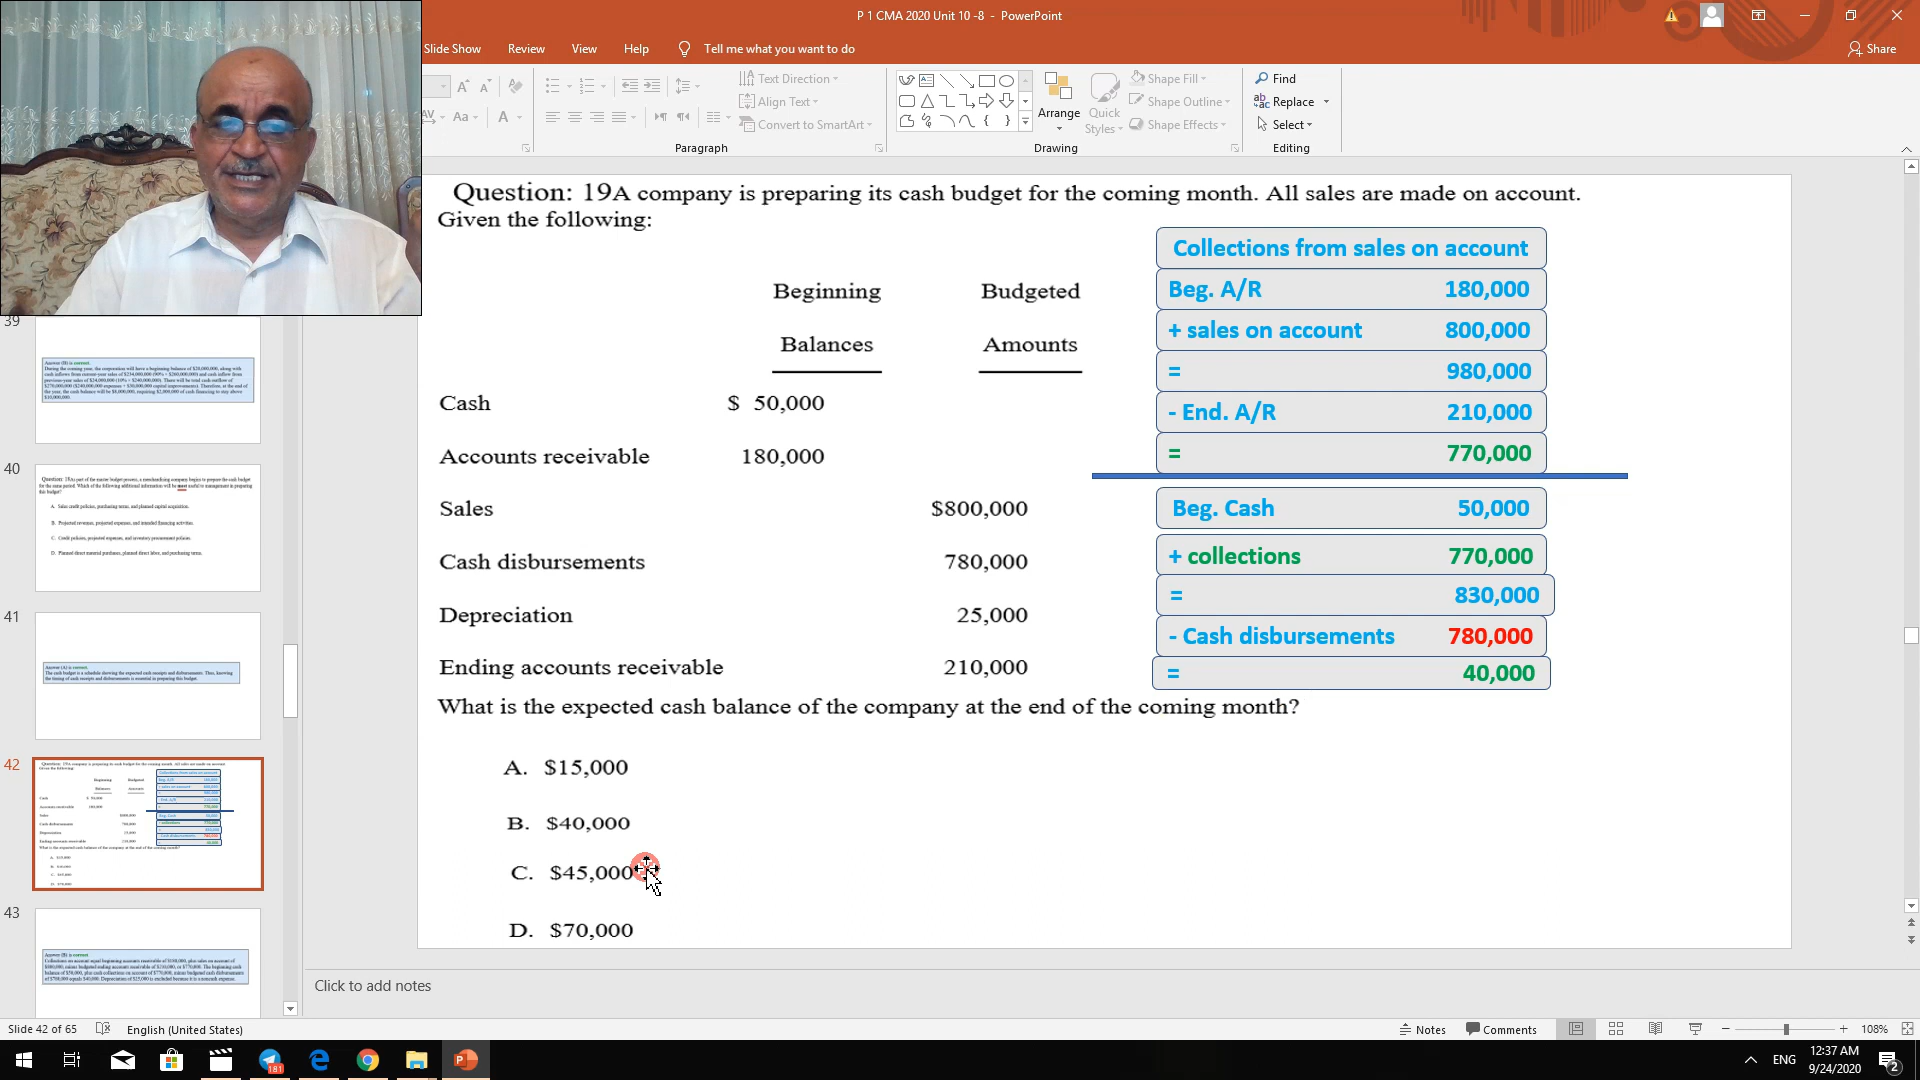 P 1 CMA 2020 Unit 10 -8 - PowerPoint
Slide Show Review View Help Tell me what you want to do
Share
Text Direction
Align Text
Convert to SmartArt
Aa
A
Paragraph
Arrange
Quick Styles
Shape Fill
Shape Outline
Shape Effects
Drawing
Find
Replace
Select
Editing
Question: 19A company is preparing its cash budget for the coming month. All sales are made on account.
Given the following:
Beginning Budgeted
Balances Amounts
Cash $ 50,000
Accounts receivable 180,000
Sales $800,000
Cash disbursements 780,000
Depreciation 25,000
Ending accounts receivable 210,000
What is the expected cash balance of the company at the end of the coming month?
A. $15,000
B. $40,000
C. $45,000
D. $70,000
Collections from sales on account
Beg. A/R 180,000
+ sales on account 800,000
= 980,000
- End. A/R 210,000
= 770,000
Beg. Cash 50,000
+ collections 770,000
= 830,000
- Cash disbursements 780,000
= 40,000
39
40
41
42
43
Click to add notes
Slide 42 of 65 English (United States)
Notes Comments 108%
181
ENG
12:37 AM
9/24/2020
2